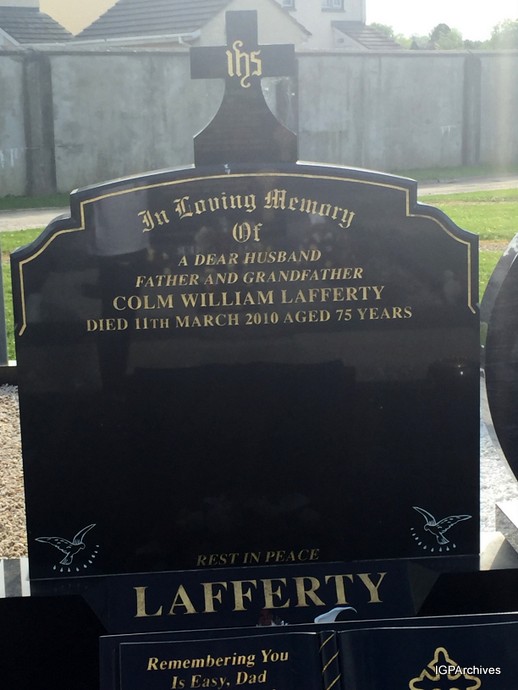 ihs
In Loving Memory
Of
A DEAR HUSBAND
FATHER AND GRANDFATHER
COLM WILLIAM LAFFERTY
DIED 11TH MARCH 2010 AGED 75 YEARS
REST IN PEACE
LAFFERTY
Remembering You
Is Easy, Dad
IGPArchives